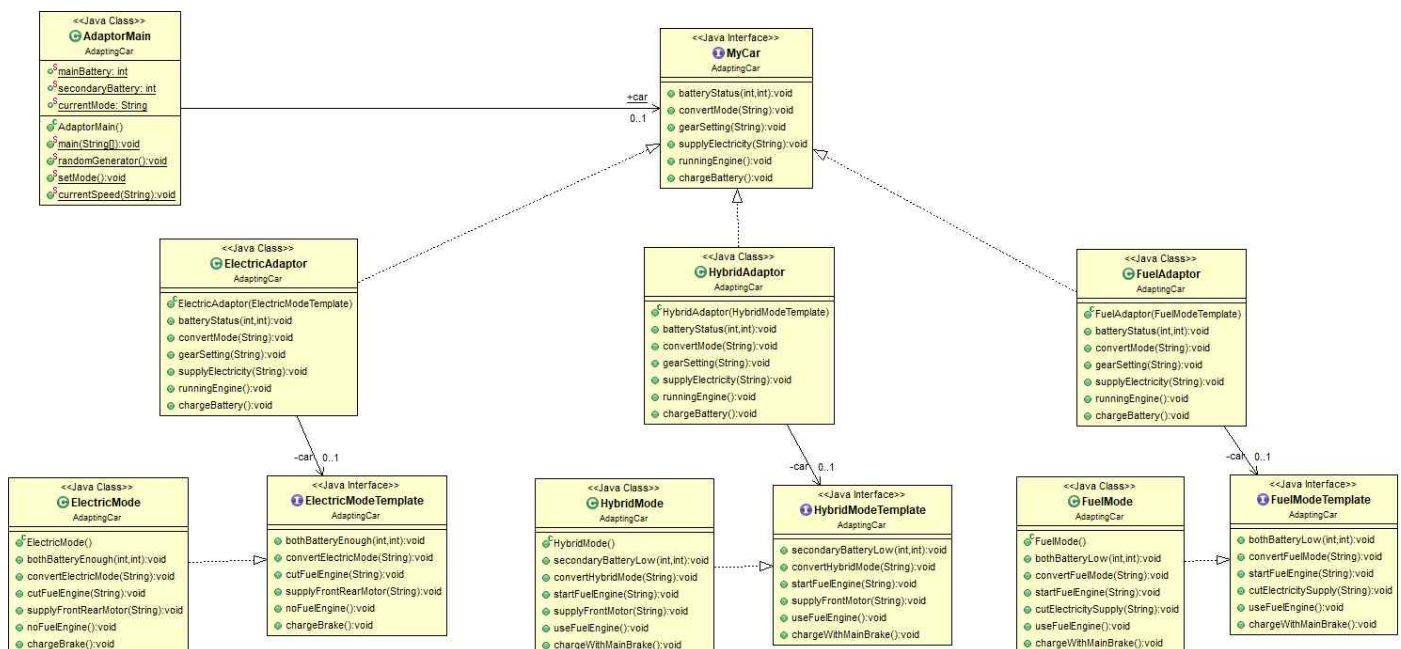 <<Java Class>>
AdaptorMain
AdaptingCar
mainBattery: int
secondaryBattery: int
currentMode: String
AdaptorMain()
main(String[]):void
randomGenerator():void
setMode():void
currentSpeed(String):void
+car
0..1
<<Java Interface>>
MyCar
AdaptingCar
batteryStatus(int,int):void
convertMode(String):void
gearSetting(String):void
supplyElectricity(String):void
runningEngine():void
chargeBattery():void
<<Java Class>>
ElectricAdaptor
AdaptingCar
ElectricAdaptor(ElectricModeTemplate)
batteryStatus(int,int):void
convertMode(String):void
gearSetting(String):void
supplyElectricity(String):void
runningEngine():void
chargeBattery():void
-car 0..1
<<Java Class>>
HybridAdaptor
AdaptingCar
HybridAdaptor(HybridModeTemplate)
batteryStatus(int,int):void
convertMode(String):void
gearSetting(String):void
supplyElectricity(String):void
runningEngine():void
chargeBattery():void
-car 0..1
<<Java Class>>
FuelAdaptor
AdaptingCar
FuelAdaptor(FuelModeTemplate)
batteryStatus(int,int):void
convertMode(String):void
gearSetting(String):void
supplyElectricity(String):void
runningEngine():void
chargeBattery():void
-car 0..1
<<Java Class>>
ElectricMode
AdaptingCar
ElectricMode()
bothBatteryEnough(int,int):void
convertElectricMode(String):void
cutFuelEngine(String):void
supplyFrontRearMotor(String):void
noFuelEngine():void
chargeBrake():void
<<Java Interface>>
ElectricModeTemplate
AdaptingCar
bothBatteryEnough(int,int):void
convertElectricMode(String):void
cutFuelEngine(String):void
supplyFrontRearMotor(String):void
noFuelEngine():void
chargeBrake():void
<<Java Class>>
HybridMode
AdaptingCar
HybridMode()
secondaryBatteryLow(int,int):void
convertHybridMode(String):void
startFuelEngine(String):void
supplyFrontMotor(String):void
useFuelEngine():void
chargeWithMainBrake():void
<<Java Interface>>
HybridModeTemplate
AdaptingCar
secondaryBatteryLow(int,int):void
convertHybridMode(String):void
startFuelEngine(String):void
supplyFrontMotor(String):void
useFuelEngine():void
chargeWithMainBrake():void
<<Java Class>>
FuelMode
AdaptingCar
FuelMode()
bothBatteryLow(int,int):void
convertFuelMode(String):void
startFuelEngine(String):void
cutElectricitySupply(String):void
useFuelEngine():void
chargeWithMainBrake():void
<<Java Interface>>
FuelModeTemplate
AdaptingCar
bothBatteryLow(int,int):void
convertFuelMode(String):void
startFuelEngine(String):void
cutElectricitySupply(String):void
useFuelEngine():void
chargeWithMainBrake():void